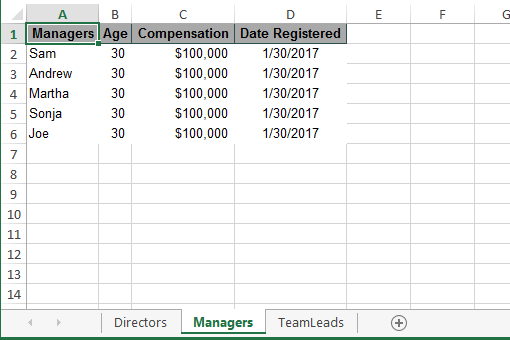 A B C D E F G
1 Managers Age Compensation Date Registered
2 Sam 30 $100,000 1/30/2017
3 Andrew 30 $100,000 1/30/2017
4 Martha 30 $100,000 1/30/2017
5 Sonja 30 $100,000 1/30/2017
6 Joe 30 $100,000 1/30/2017
7
8
9
10
11
12
13
14
Directors Managers TeamLeads